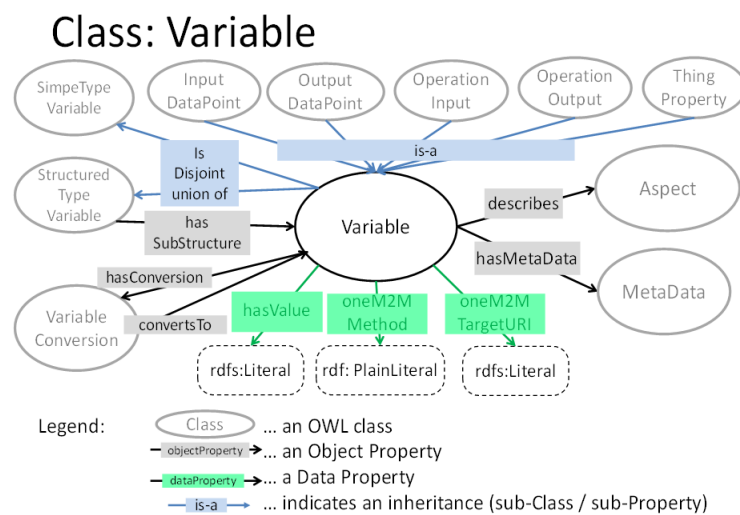 Class: Variable
SimpeType
Variable
Input
DataPoint
Output
DataPoint
Operation
Input
Operation
Output
Thing
Property
Is
Disjoint
union of
is-a
Structured
Type
Variable
has
SubStructure
Variable
describes
Aspect
hasMetaData
MetaData
hasConversion
convertsTo
Variable
Conversion
hasValue
oneM2M
Method
oneM2M
TargetURI
rdfs:Literal
rdf: PlainLiteral
rdfs:Literal
Legend:
Class
... an OWL class
objectProperty
... an Object Property
dataProperty
... a Data Property
is-a
... indicates an inheritance (sub-Class / sub-Property)